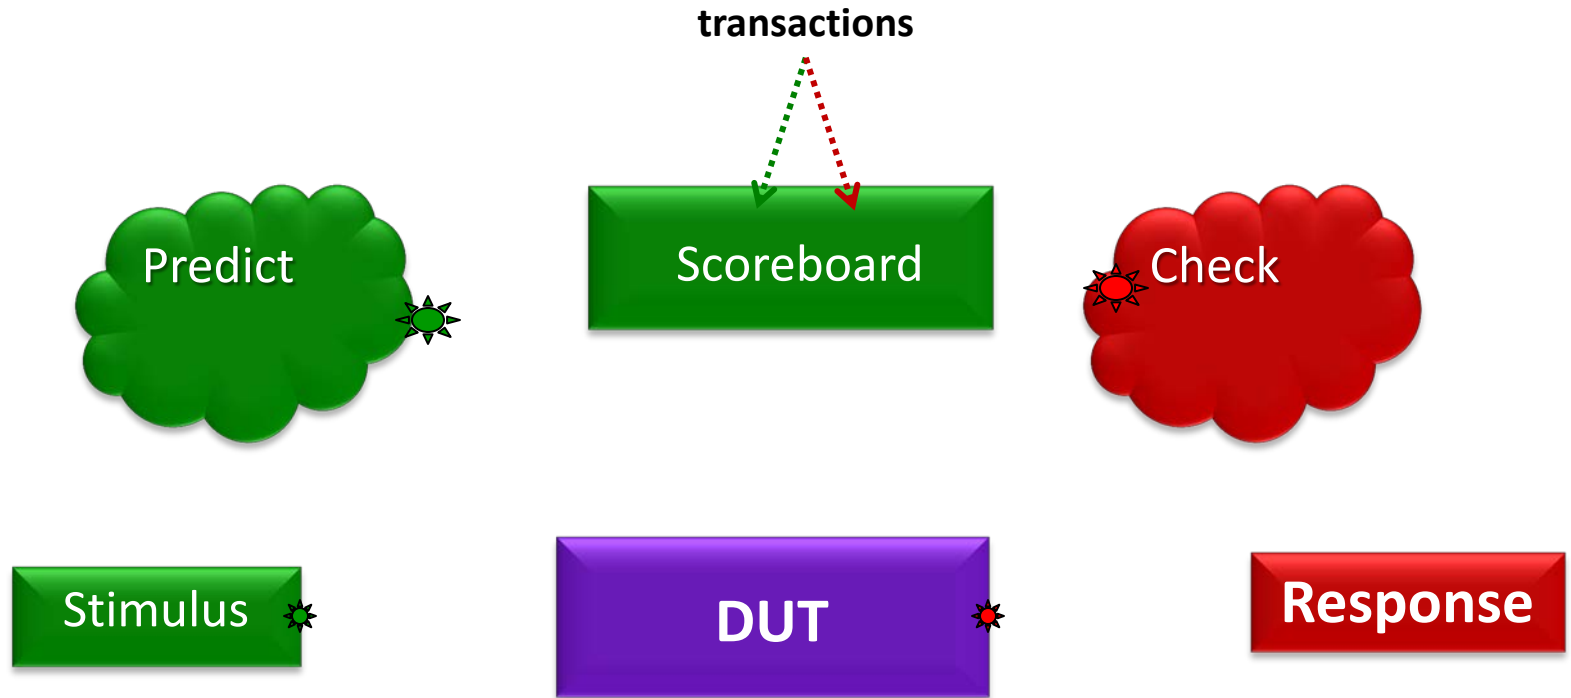 transactions
Predict
Scoreboard
Check
Stimulus
DUT
Response